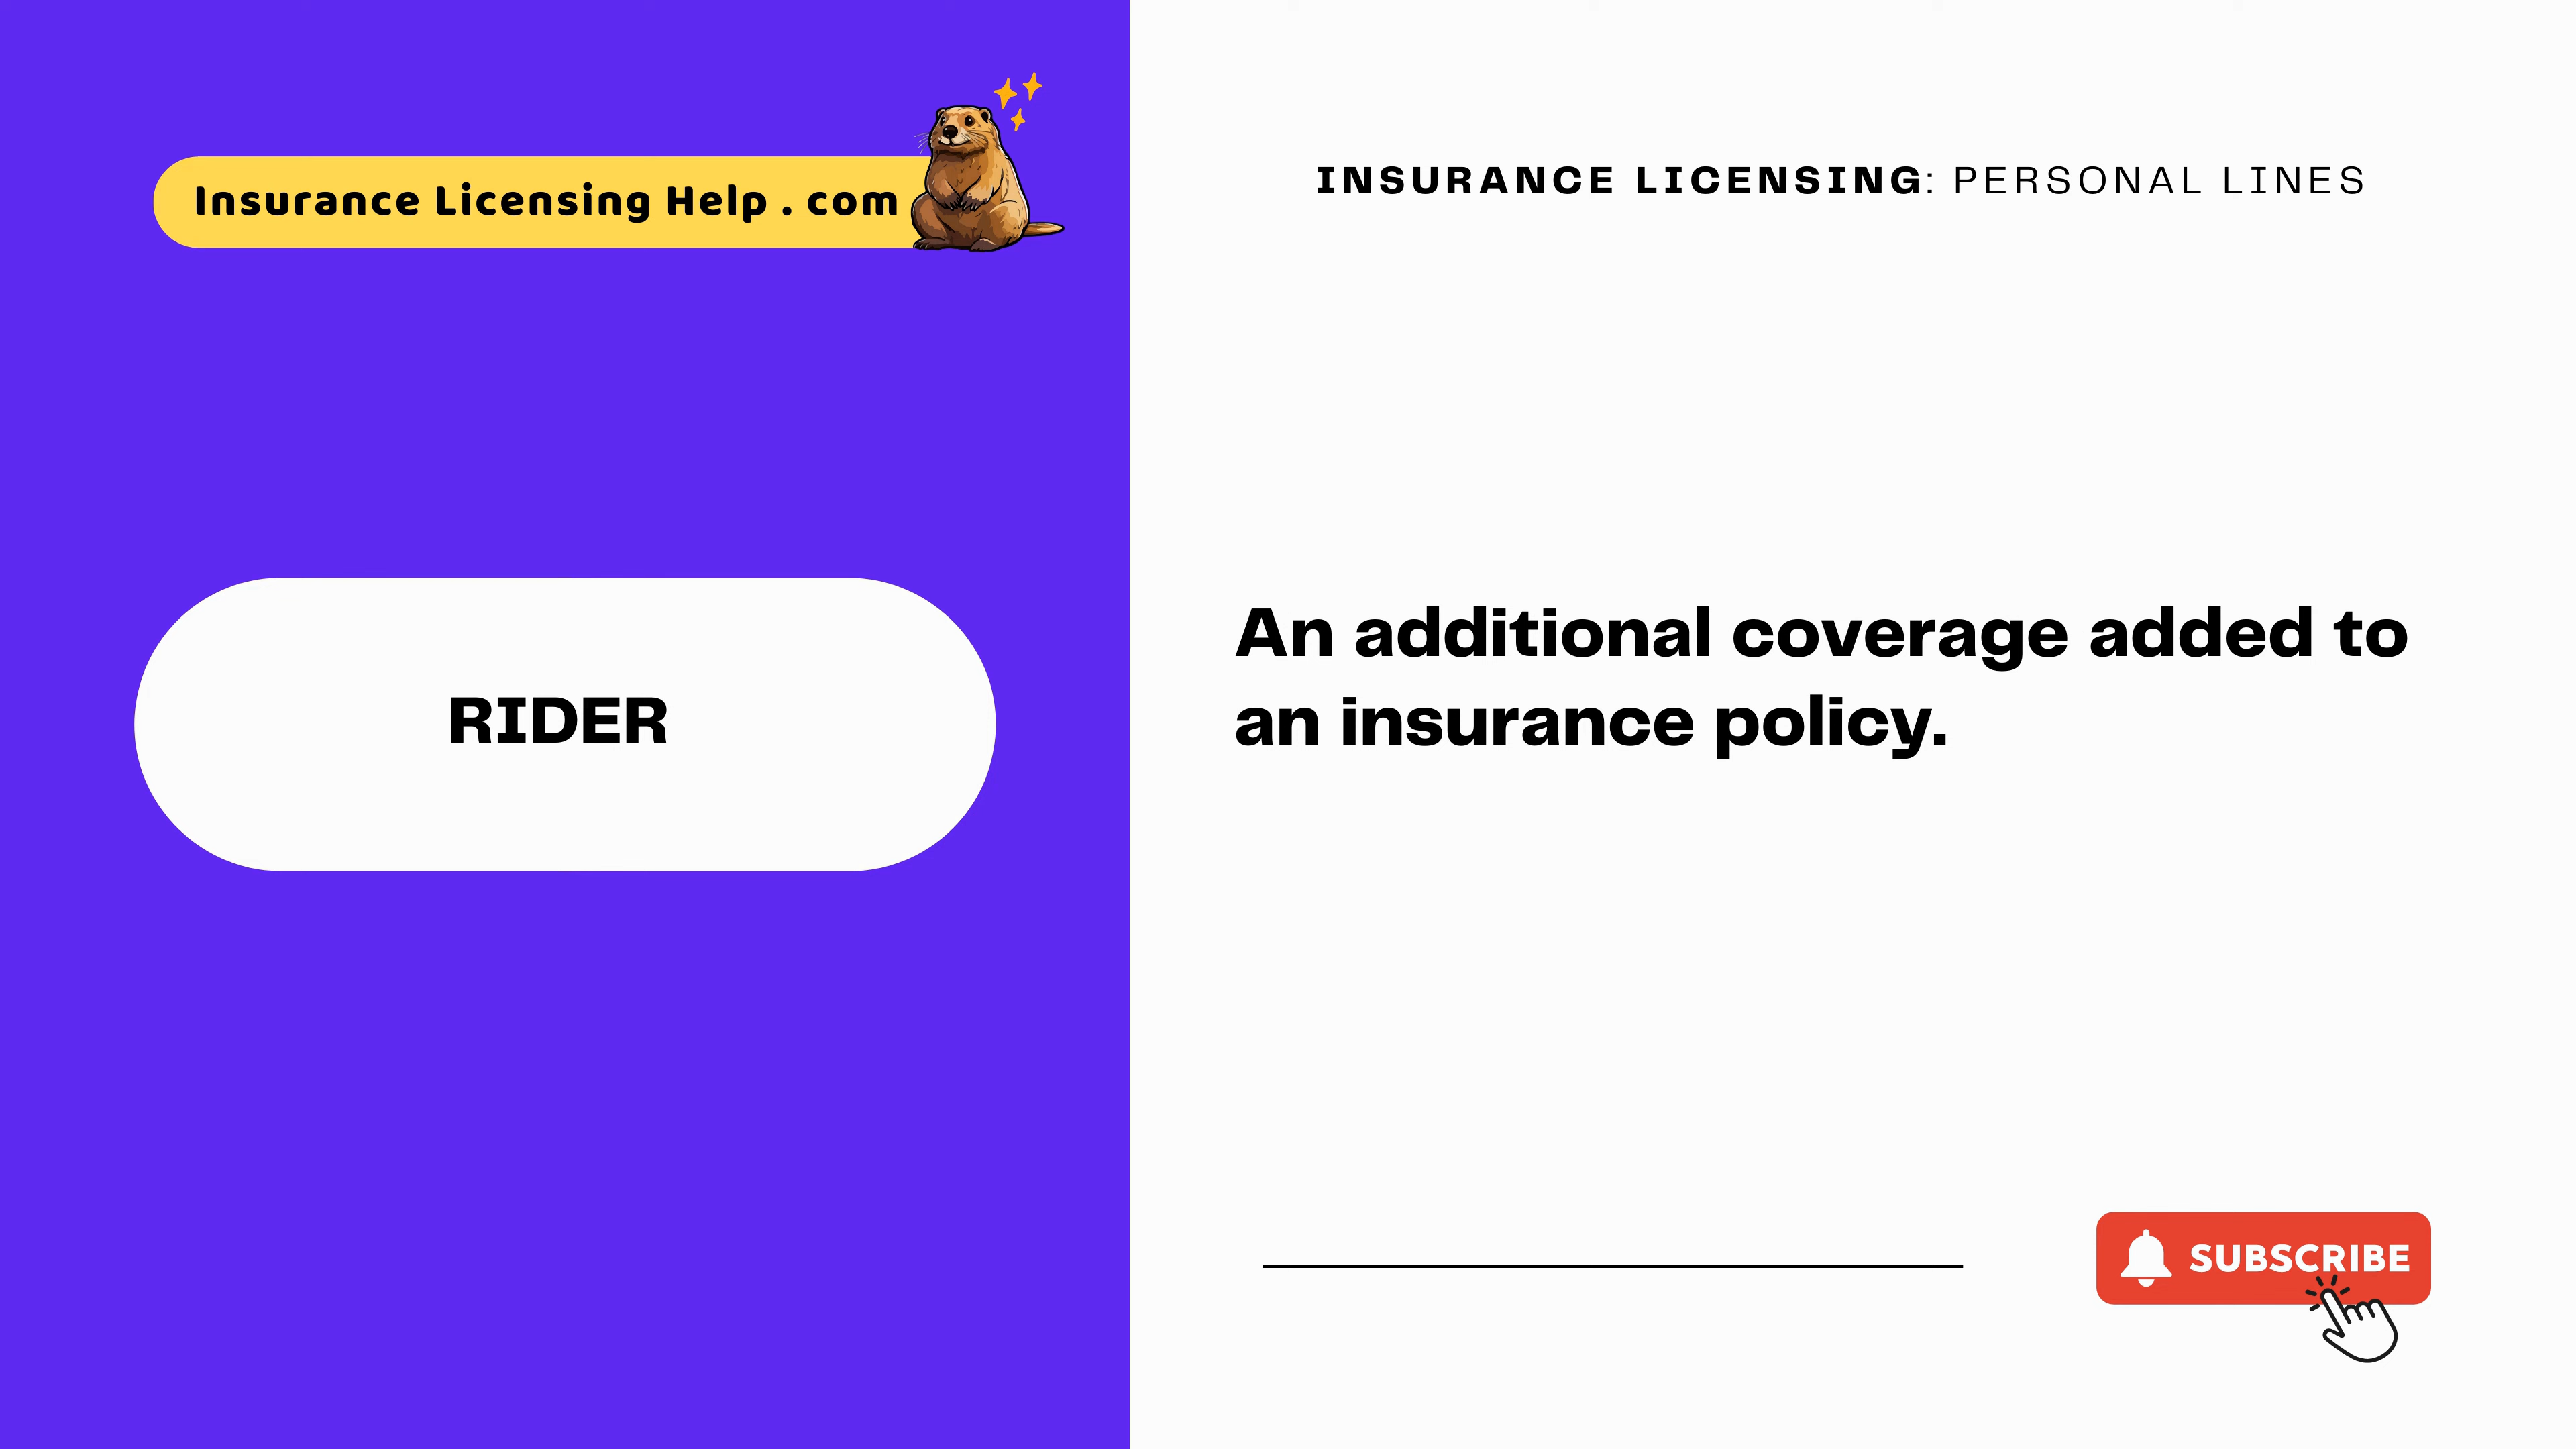 Insurance Licensing Help . com
INSURANCE LICENSING: PERSONAL LINES
RIDER
An additional coverage added to
an insurance policy.
SUBSCRIBE